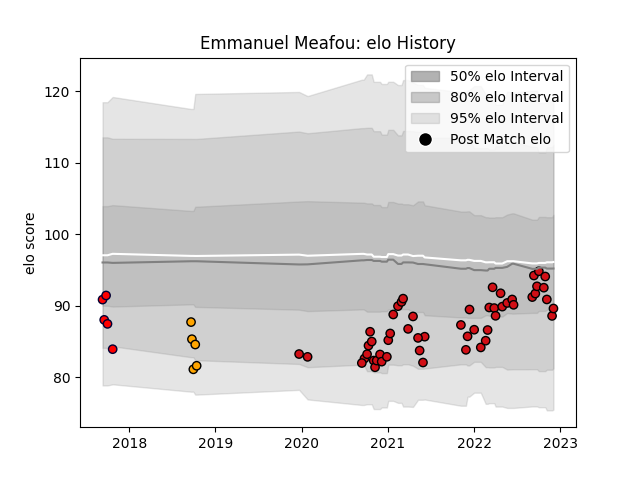 Emmanuel Meafou: elo History
50% elo Interval
80% elo Interval
95% elo Interval
Post Match elo
elo score
120
110
100
90
80
2018 2019 2020 2021 2022 2023